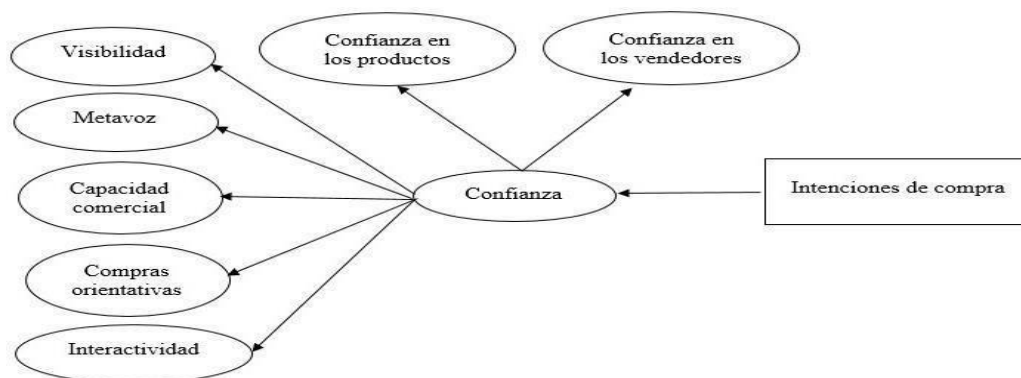 Visibilidad
Confianza en
los productos
Confianza en
los vendedores
Metavoz
Capacidad
comercial
Confianza
Intenciones de compra
Compras
orientativas
Interactividad